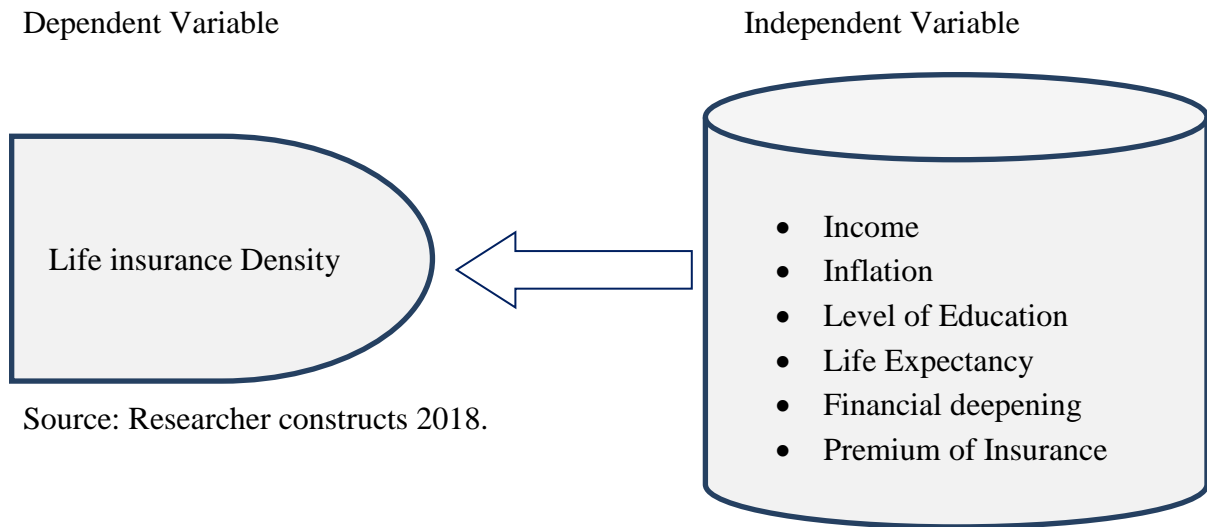 Dependent Variable
Independent Variable
Life insurance Density
• Income
• Inflation
• Level of Education
• Life Expectancy
• Financial deepening
• Premium of Insurance
Source: Researcher constructs 2018.